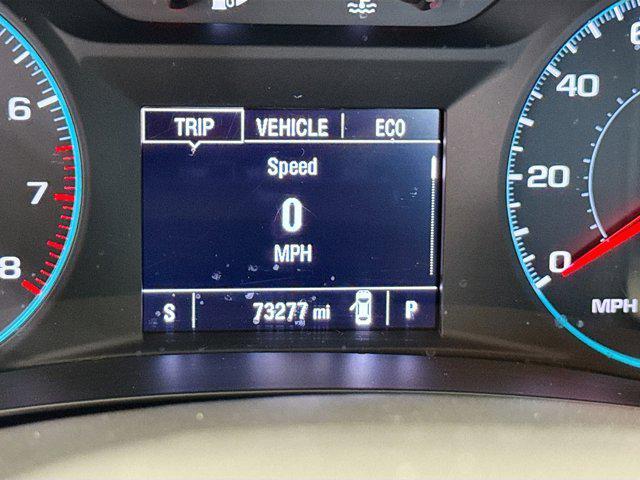 TRIP VEHICLE ECO
Speed
0
MPH
S 73277 mi P
6
7
8
40
20
0
MPH